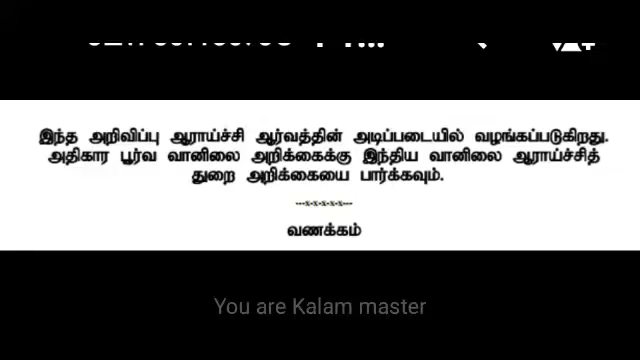 இந்த அறிவிப்பு ஆராய்ச்சி ஆர்வத்தின் அடிப்படையில் வழங்கப்படுகிறது.
அதிகார பூர்வ வானிலை அறிக்கைக்கு இந்திய வானிலை ஆராய்ச்சித்
துறை அறிக்கையை பார்க்கவும்.
---x-x-x-x-x---
வணக்கம்
You are Kalam master